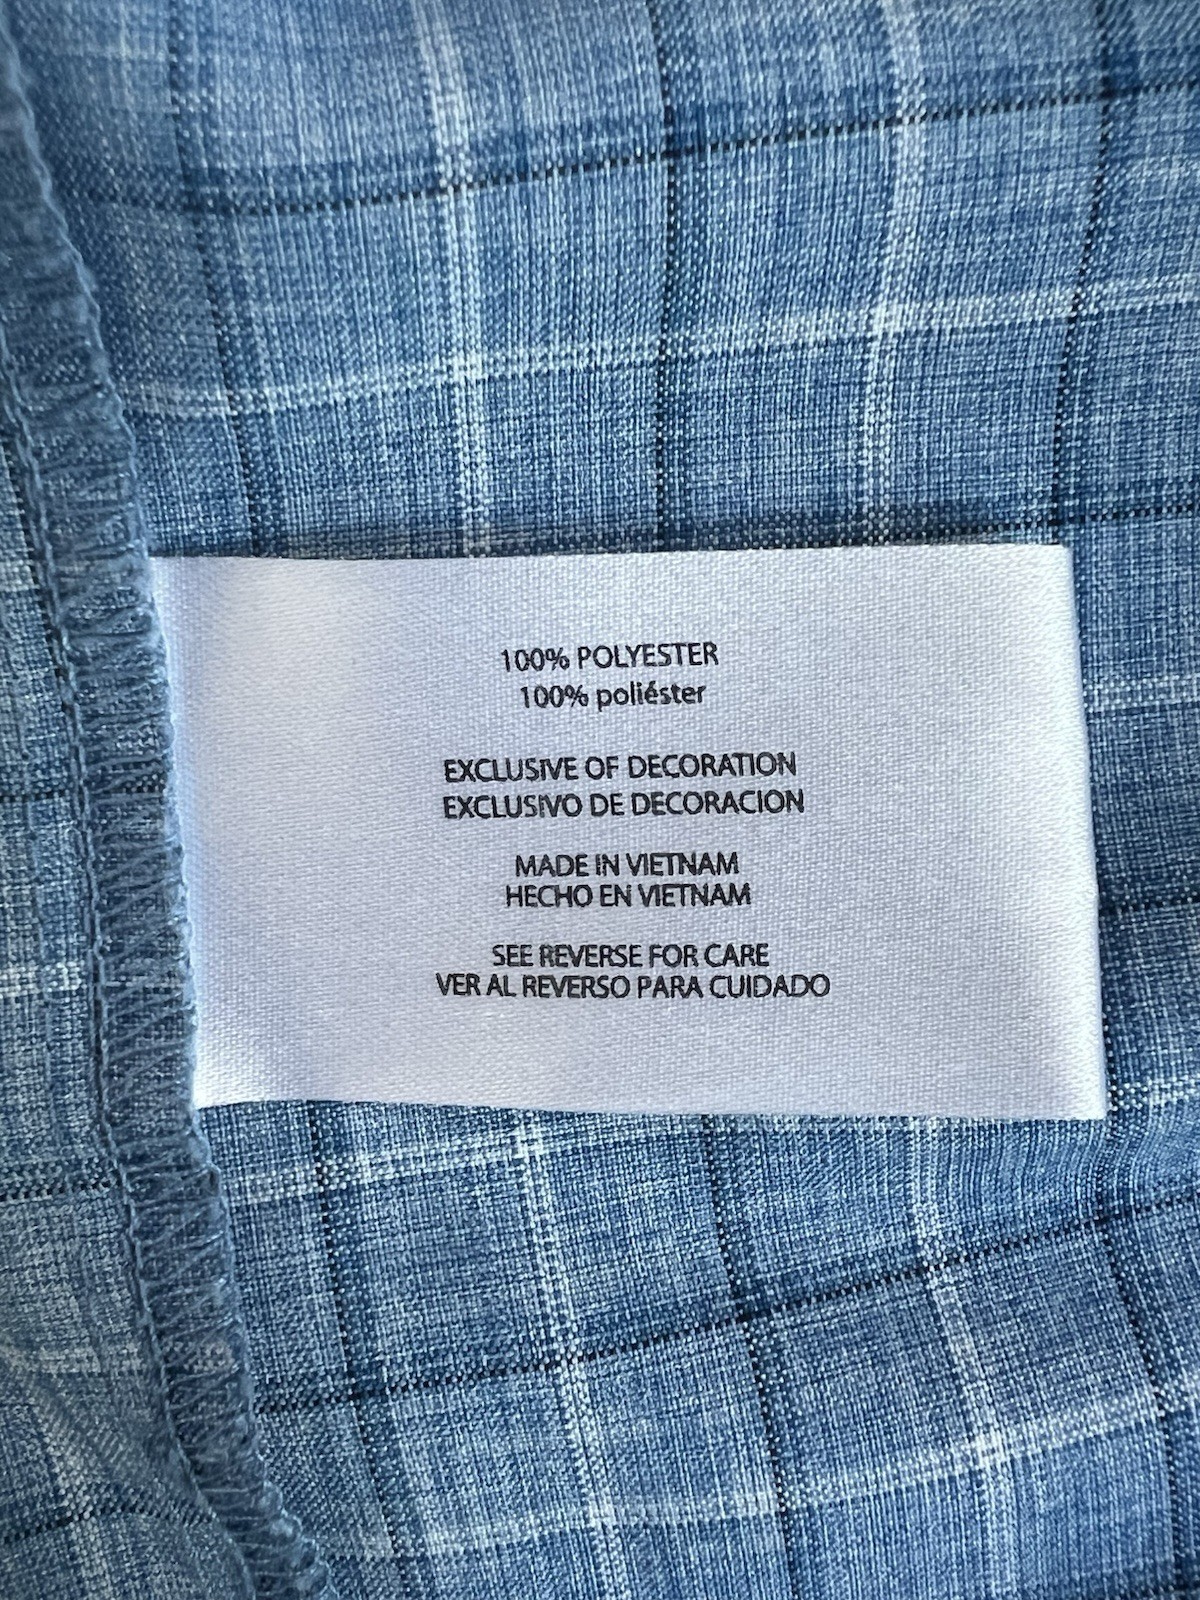 100% POLYESTER
100% poliéster
EXCLUSIVE OF DECORATION
EXCLUSIVO DE DECORACION
MADE IN VIETNAM
HECHO EN VIETNAM
SEE REVERSE FOR CARE
VER AL REVERSO PARA CUIDADO